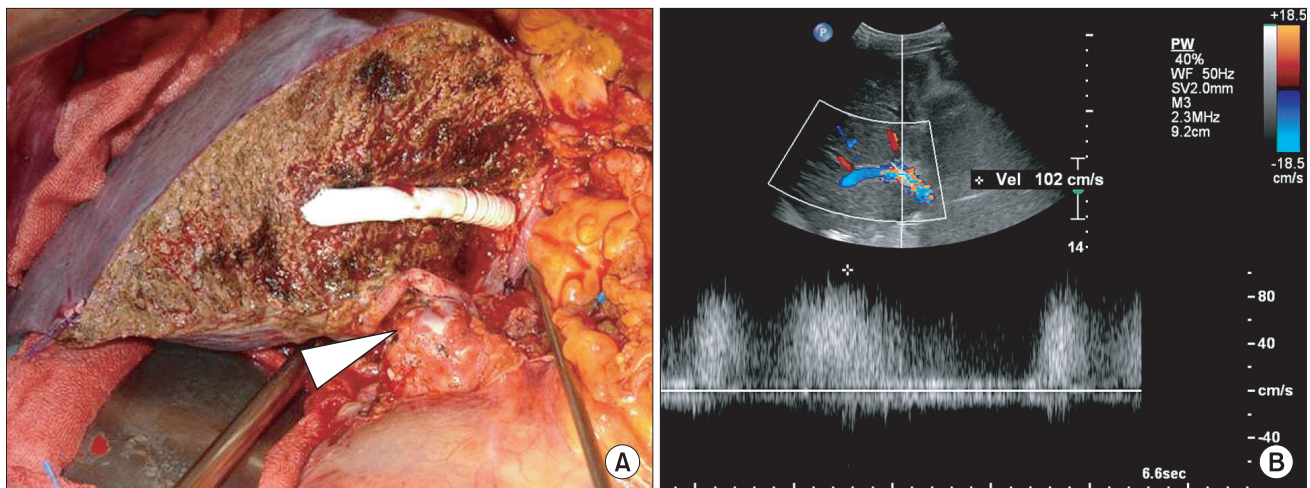 A
P
PW
40%
WF 50Hz
SV2.0mm
M3
2.3MHz
9.2cm
+18.5
-18.5
cm/s
Vel 102 cm/s
14
80
40
cm/s
-40
6.6sec
B